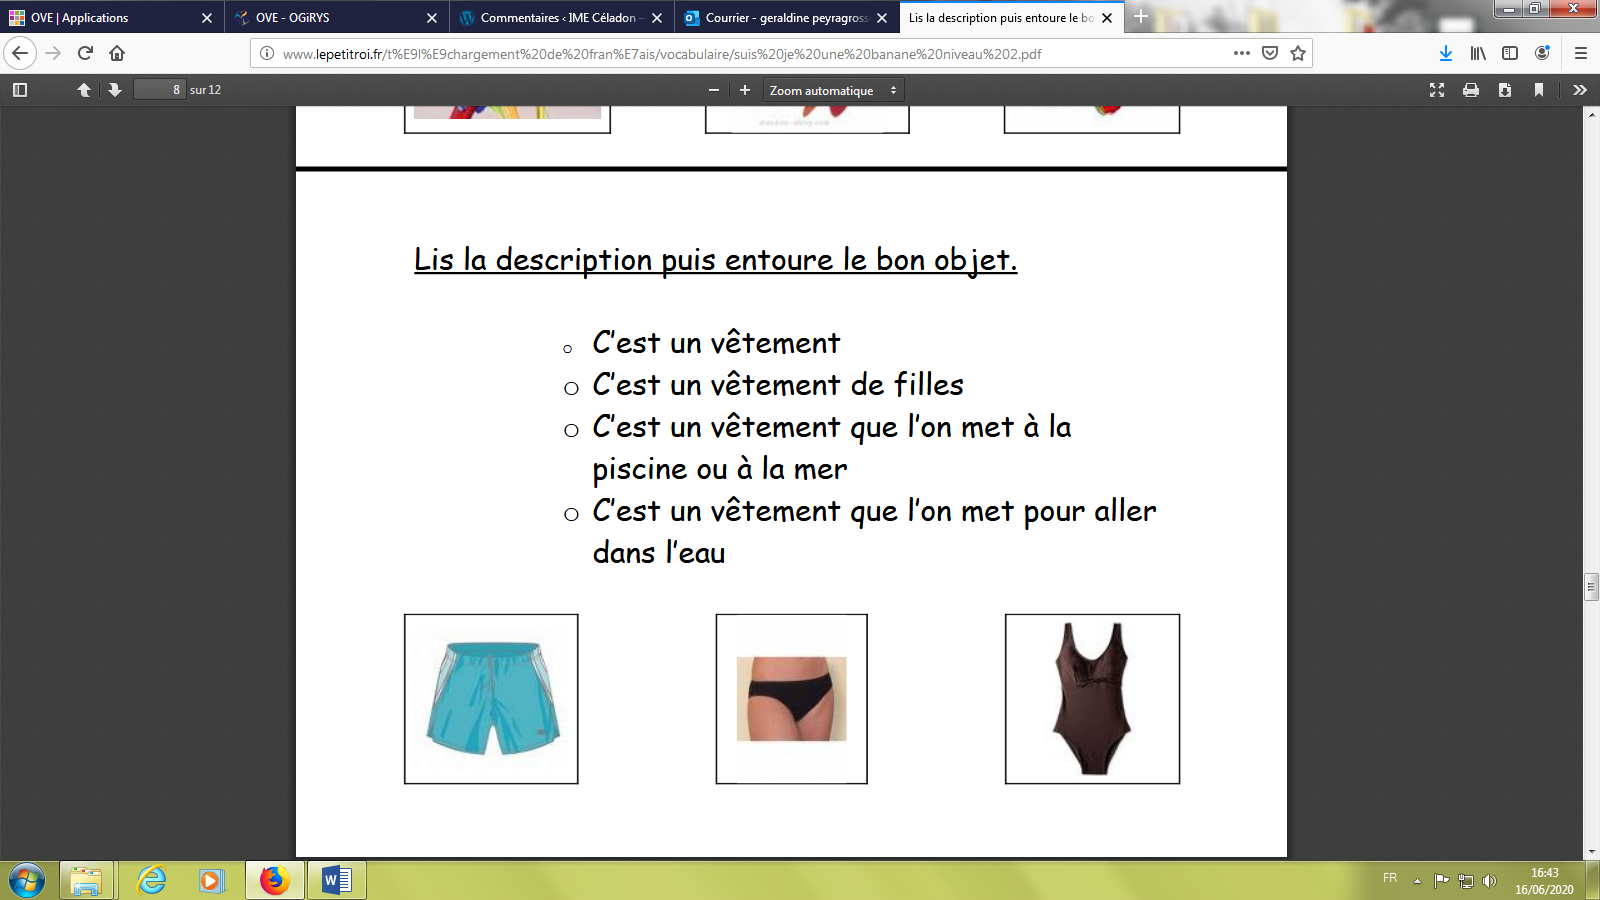 OVE | Applications
OVE - OGiRYS
Commentaires ‹ IME Céladon —
Courrier - geraldine peyragross
Lis la description puis entoure le bo
www.lepetitroi.fr/t%E9l%E9chargement%20de%20fran%E7ais/vocabulaire/suis%20je%20une%20banane%20niveau%202.pdf
8 sur 12
Zoom automatique
Lis la description puis entoure le bon objet.
C'est un vêtement
C'est un vêtement de filles
C'est un vêtement que l'on met à la
piscine ou à la mer
C'est un vêtement que l'on met pour aller
dans l'eau
FR
16:43
16/06/2020